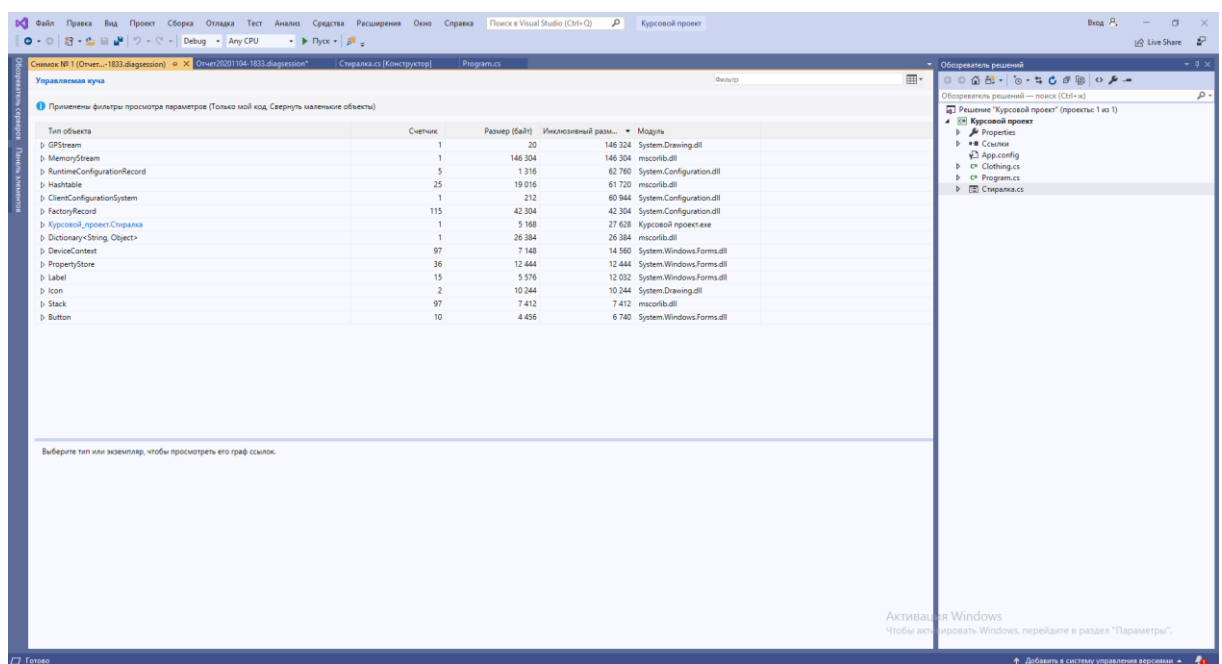 Файл Правка Вид Проект Сборка Отладка Тест Анализ Средства Расширения Окно Справка Поиск в Visual Studio (Ctrl+Q) Курсовой проект Вход
Debug Any CPU Пуск Live Share
Снимок № 1 (Отчет...-1833.diagsession) Отчет20201104-1833.diagsession* Стиралка.cs [Конструктор] Program.cs
Обозреватель серверов
Панель элементов
Управляемая куча Фильтр
Применены фильтры просмотра параметров (Только мой код, Свернуть маленькие объекты)
Тип объекта Счетчик Размер (байт) Инклюзивный разм... Модуль
GPStream 1 20 146 324 System.Drawing.dll
MemoryStream 1 146 304 146 304 mscorlib.dll
RuntimeConfigurationRecord 5 1 316 62 760 System.Configuration.dll
Hashtable 25 19 016 61 720 mscorlib.dll
ClientConfigurationSystem 1 212 60 944 System.Configuration.dll
FactoryRecord 115 42 304 42 304 System.Configuration.dll
Курсовой_проект.Стиралка 1 5 168 27 628 Курсовой проект.exe
Dictionary<String, Object> 1 26 384 26 384 mscorlib.dll
DeviceContext 97 7 148 14 560 System.Windows.Forms.dll
PropertyStore 36 12 444 12 444 System.Windows.Forms.dll
Label 15 5 576 12 032 System.Windows.Forms.dll
Icon 2 10 244 10 244 System.Drawing.dll
Stack 97 7 412 7 412 mscorlib.dll
Button 10 4 456 6 740 System.Windows.Forms.dll
Выберите тип или экземпляр, чтобы просмотреть его граф ссылок.
Обозреватель решений
Обозреватель решений — поиск (Ctrl+ж)
Решение "Курсовой проект" (проекты: 1 из 1)
Курсовой проект
Properties
Ссылки
App.config
Clothing.cs
Program.cs
Стиралка.cs
Активация Windows
Чтобы активировать Windows, перейдите в раздел "Параметры".
Готово Добавить в систему управления версиями